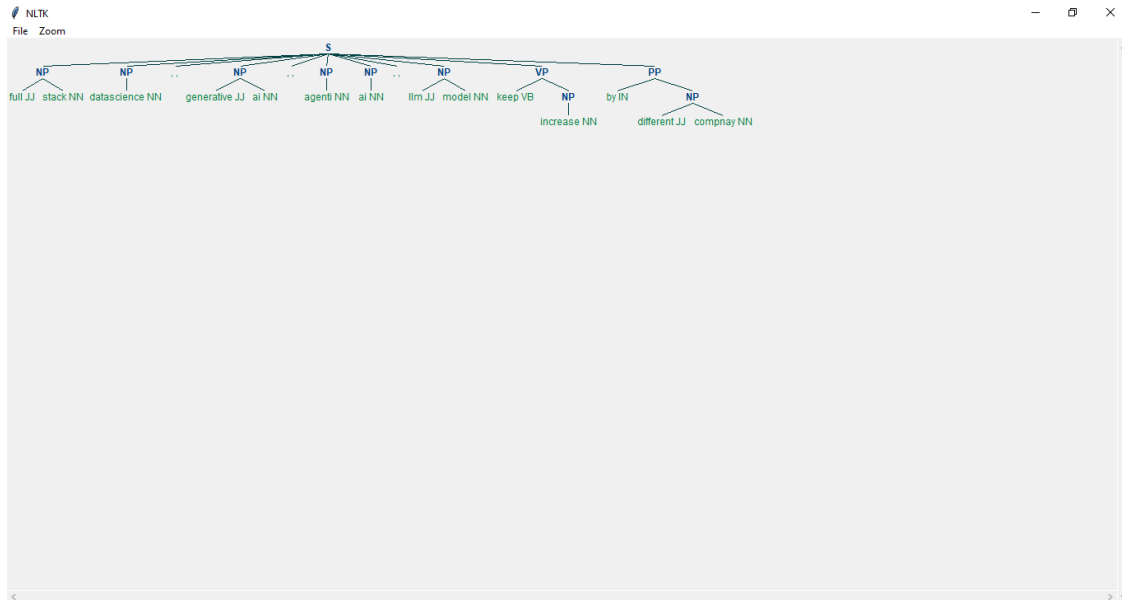 NLTK
File Zoom
S
NP NP , , NP , , NP NP , , NP VP PP
full JJ stack NN datascience NN generative JJ ai NN agenti NN ai NN llm JJ model NN keep VB NP by IN NP
increase NN different JJ compnay NN